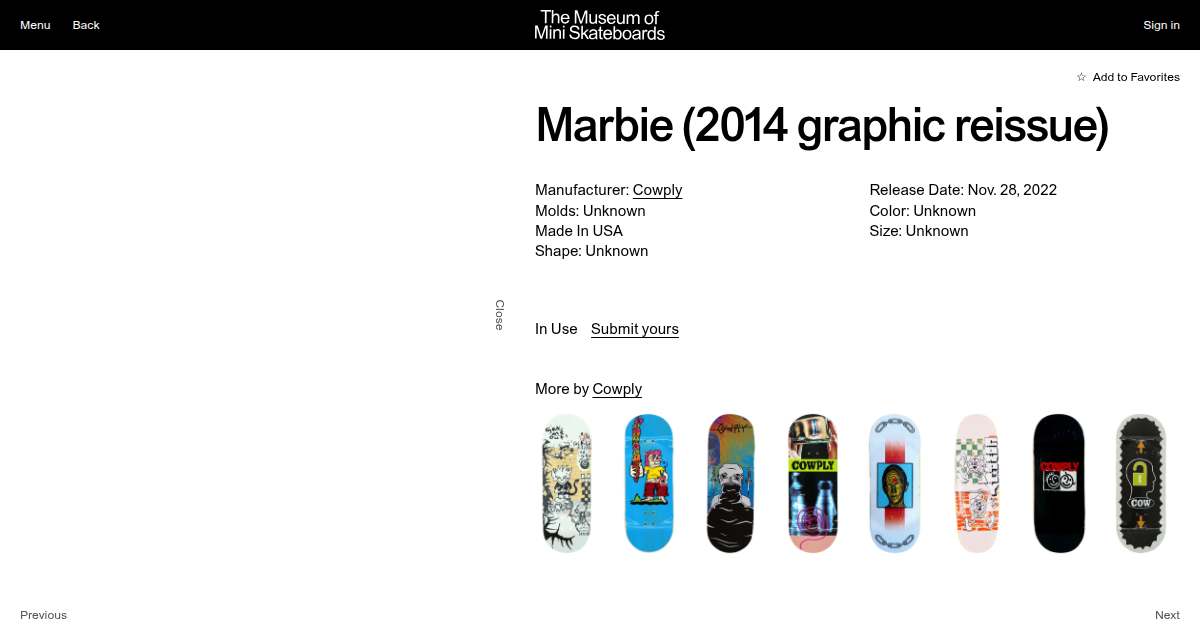 Menu
Back
The Museum of
Mini Skateboards
Sign in
☆ Add to Favorites
Marbie (2014 graphic reissue)
Manufacturer: Cowply
Molds: Unknown
Made In USA
Shape: Unknown
Release Date: Nov. 28, 2022
Color: Unknown
Size: Unknown
Close
In Use
Submit yours
More by Cowply
COWPLY
COWPLY
COW
Previous
Next